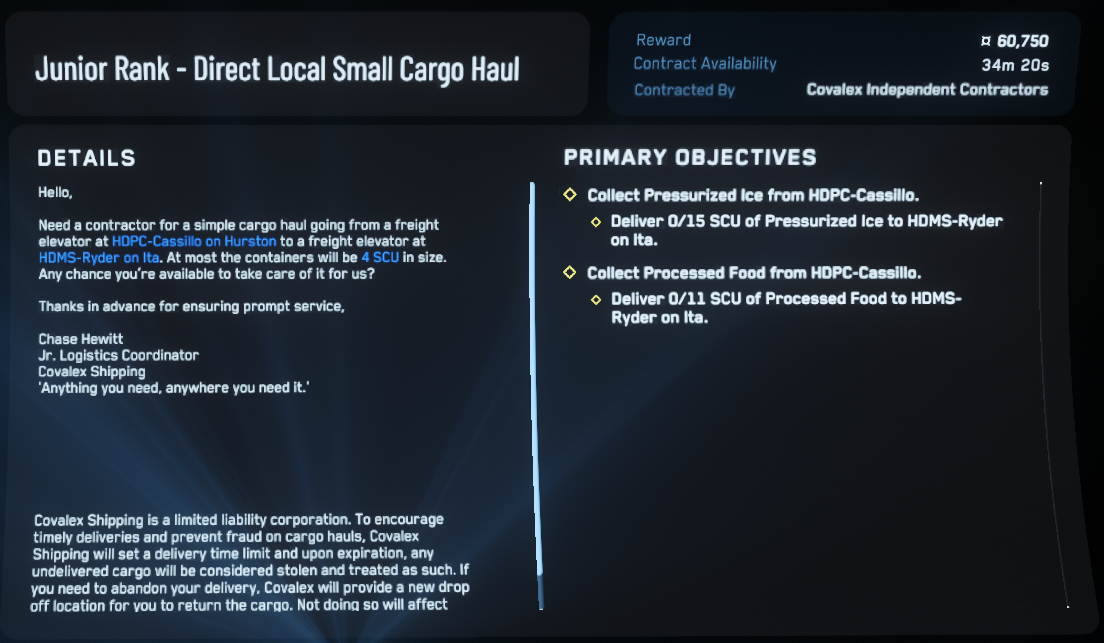 Junior Rank - Direct Local Small Cargo Haul
Reward ¤ 60,750
Contract Availability 34m 20s
Contracted By Covalex Independent Contractors
DETAILS
Hello,
Need a contractor for a simple cargo haul going from a freight
elevator at HDPC-Cassillo on Hurston to a freight elevator at
HDMS-Ryder on Ita. At most the containers will be 4 SCU in size.
Any chance you're available to take care of it for us?
Thanks in advance for ensuring prompt service,
Chase Hewitt
Jr. Logistics Coordinator
Covalex Shipping
'Anything you need, anywhere you need it.'
Covalex Shipping is a limited liability corporation. To encourage
timely deliveries and prevent fraud on cargo hauls, Covalex
Shipping will set a delivery time limit and upon expiration, any
undelivered cargo will be considered stolen and treated as such. If
you need to abandon your delivery, Covalex will provide a new drop
off location for you to return the cargo. Not doing so will affect
PRIMARY OBJECTIVES
Collect Pressurized Ice from HDPC-Cassillo.
Deliver 0/15 SCU of Pressurized Ice to HDMS-Ryder
on Ita.
Collect Processed Food from HDPC-Cassillo.
Deliver 0/11 SCU of Processed Food to HDMS-
Ryder on Ita.